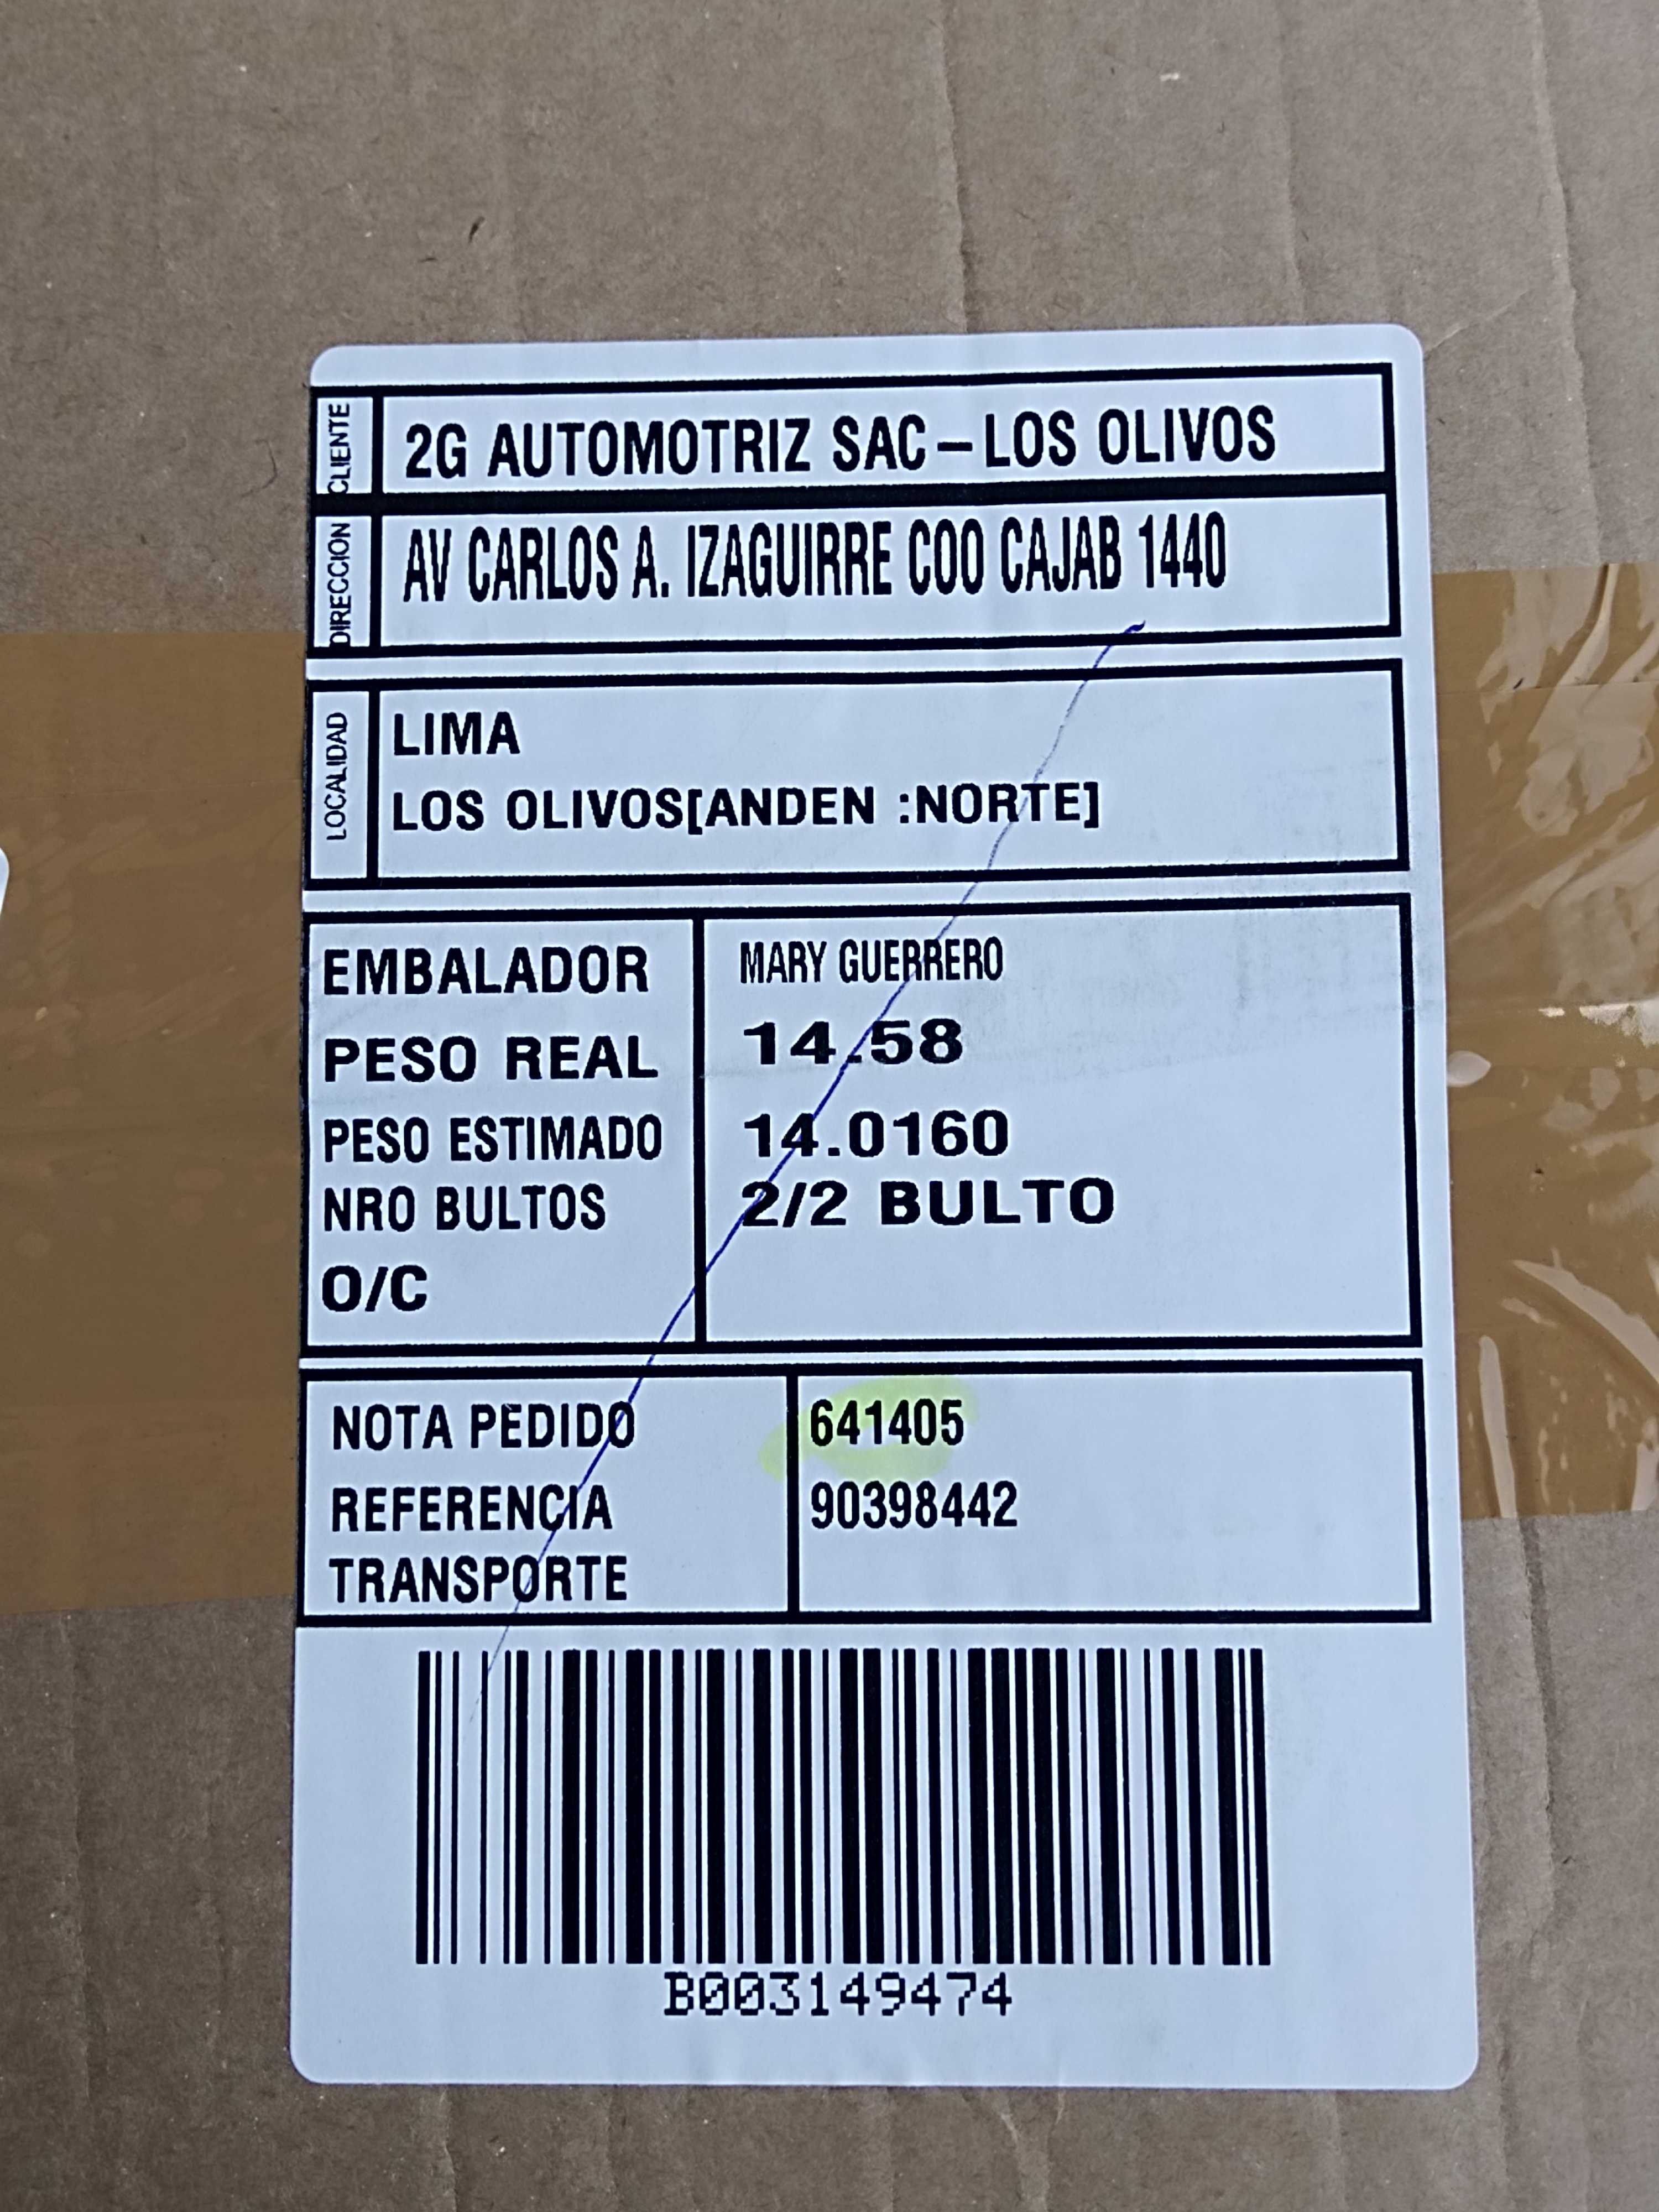 CLIENTE
2G AUTOMOTRIZ SAC - LOS OLIVOS
DIRECCION
AV CARLOS A. IZAGUIRRE COO CAJAB 1440
LOCALIDAD
LIMA
LOS OLIVOS[ANDEN :NORTE]
EMBALADOR MARY GUERRERO
PESO REAL 14.58
PESO ESTIMADO 14.0160
NRO BULTOS 2/2 BULTO
O/C
NOTA PEDIDO 641405
REFERENCIA 90398442
TRANSPORTE
B003149474